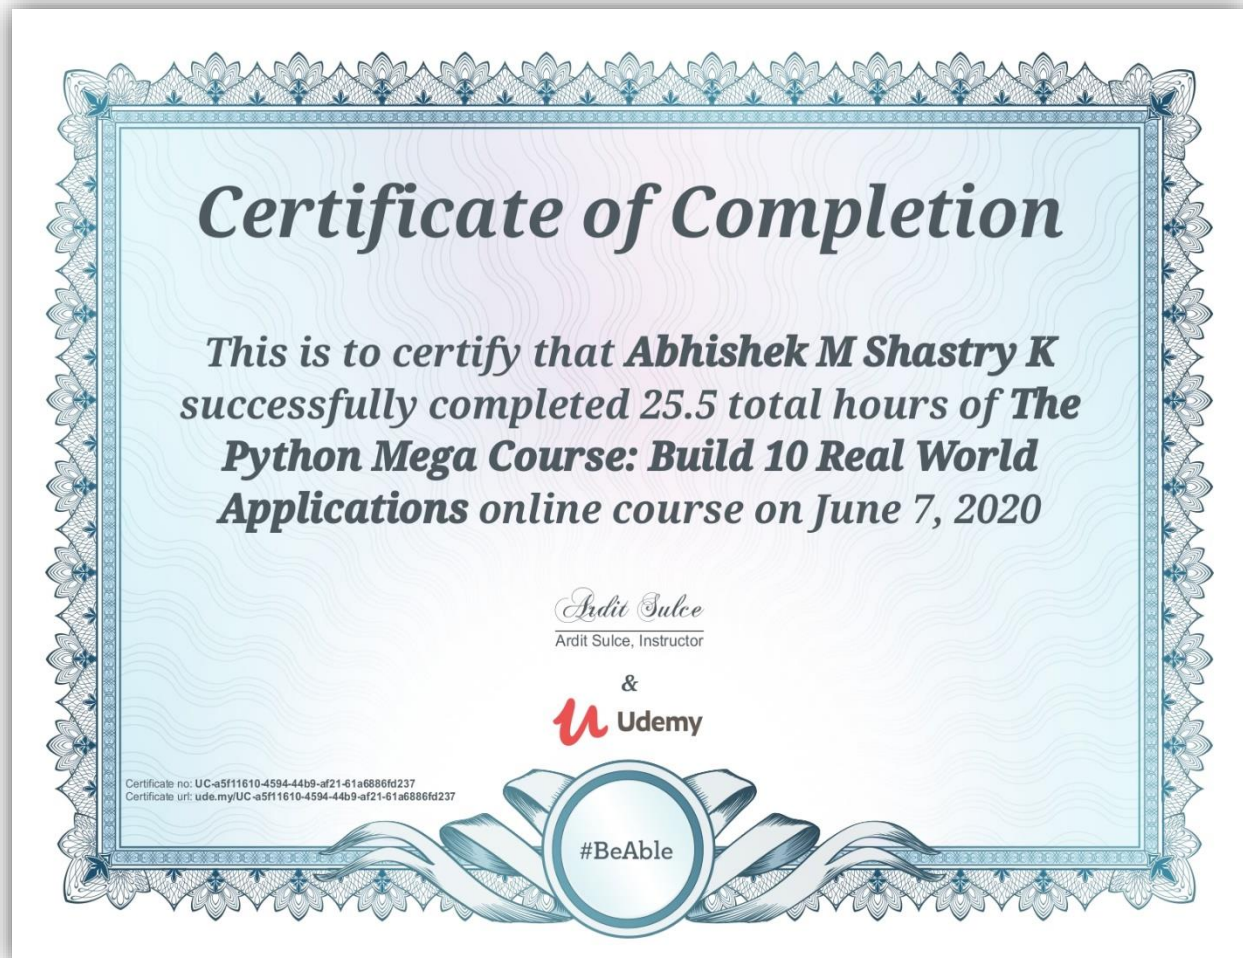 Certificate of Completion
This is to certify that Abhishek M Shastry K
successfully completed 25.5 total hours of The
Python Mega Course: Build 10 Real World
Applications online course on June 7, 2020
Ardit Sulce
Ardit Sulce, Instructor
&
Udemy
Certificate no: UC-a5f11610-4594-44b9-af21-61a6886fd237
Certificate url: ude.my/UC-a5f11610-4594-44b9-af21-61a6886fd237
#BeAble